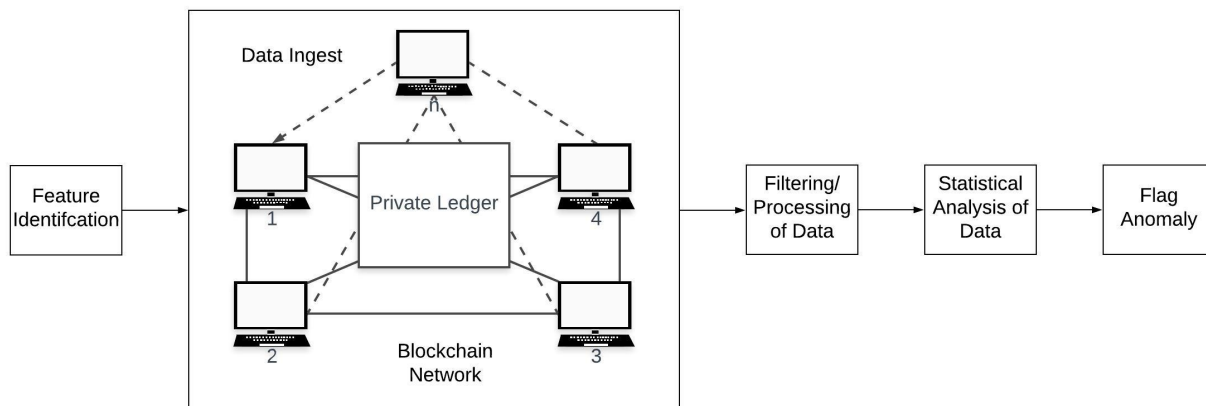 Feature
Identifcation
Data Ingest
n
1
Private Ledger
4
2
3
Blockchain
Network
Filtering/
Processing
of Data
Statistical
Analysis of
Data
Flag
Anomaly